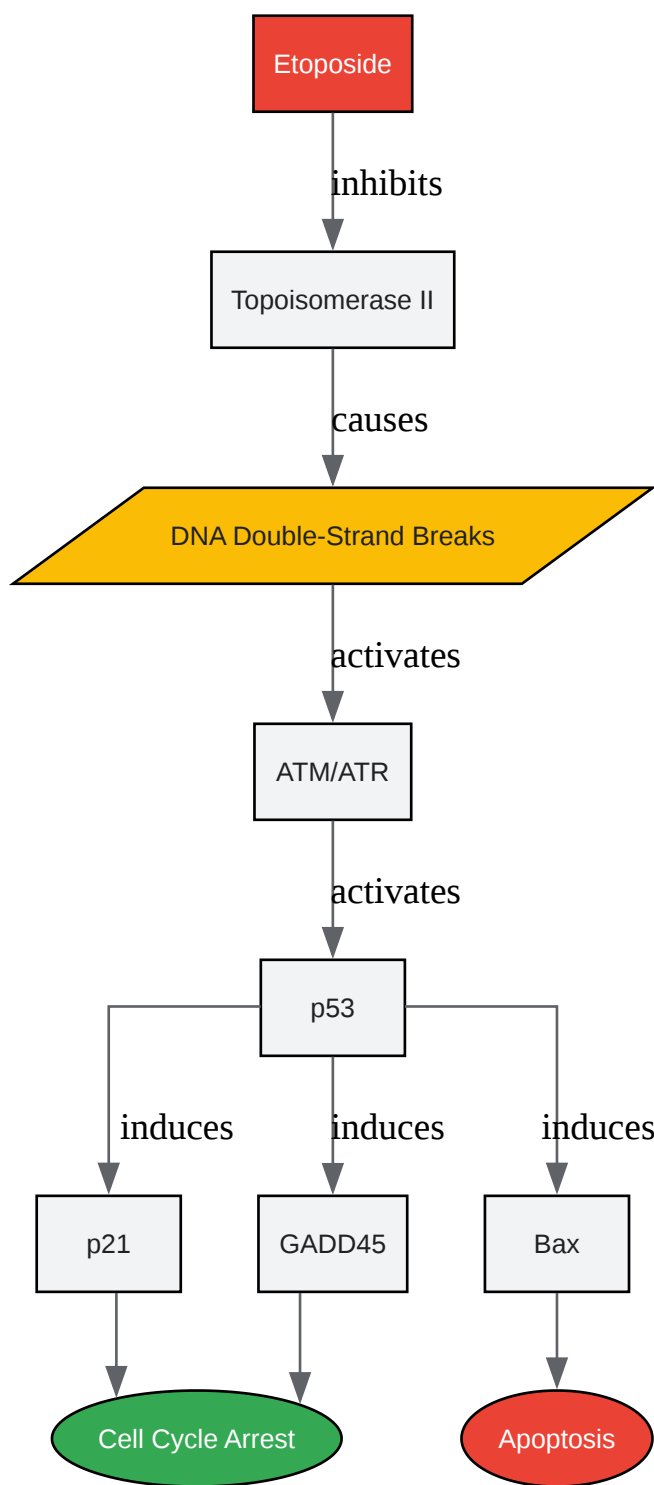 Etoposide
inhibits
Topoisomerase II
causes
DNA Double-Strand Breaks
activates
ATM/ATR
activates
p53
induces
induces
induces
p21
GADD45
Bax
Cell Cycle Arrest
Apoptosis